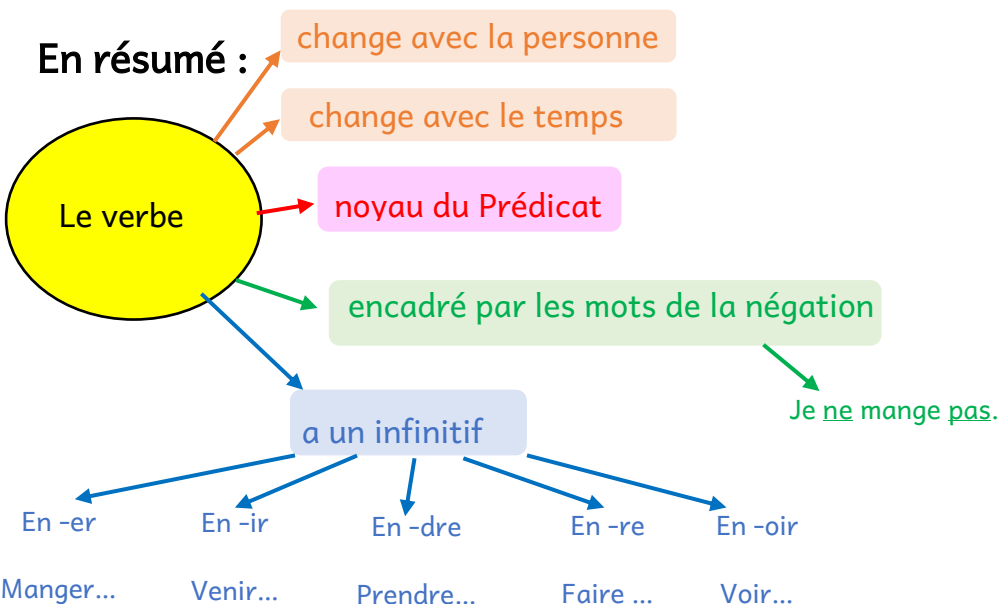 En résumé :
change avec la personne
change avec le temps
Le verbe
noyau du Prédicat
encadré par les mots de la négation
Je ne mange pas.
a un infinitif
En -er
En -ir
En -dre
En -re
En -oir
Manger...
Venir...
Prendre...
Faire ...
Voir...